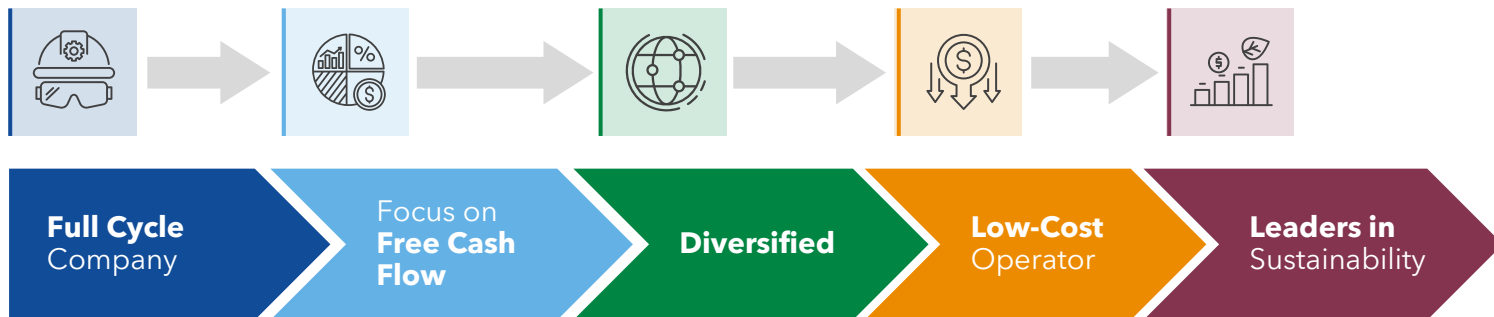 %
$
$
$
Full Cycle
Company
Focus on
Free Cash
Flow
Diversified
Low-Cost
Operator
Leaders in
Sustainability